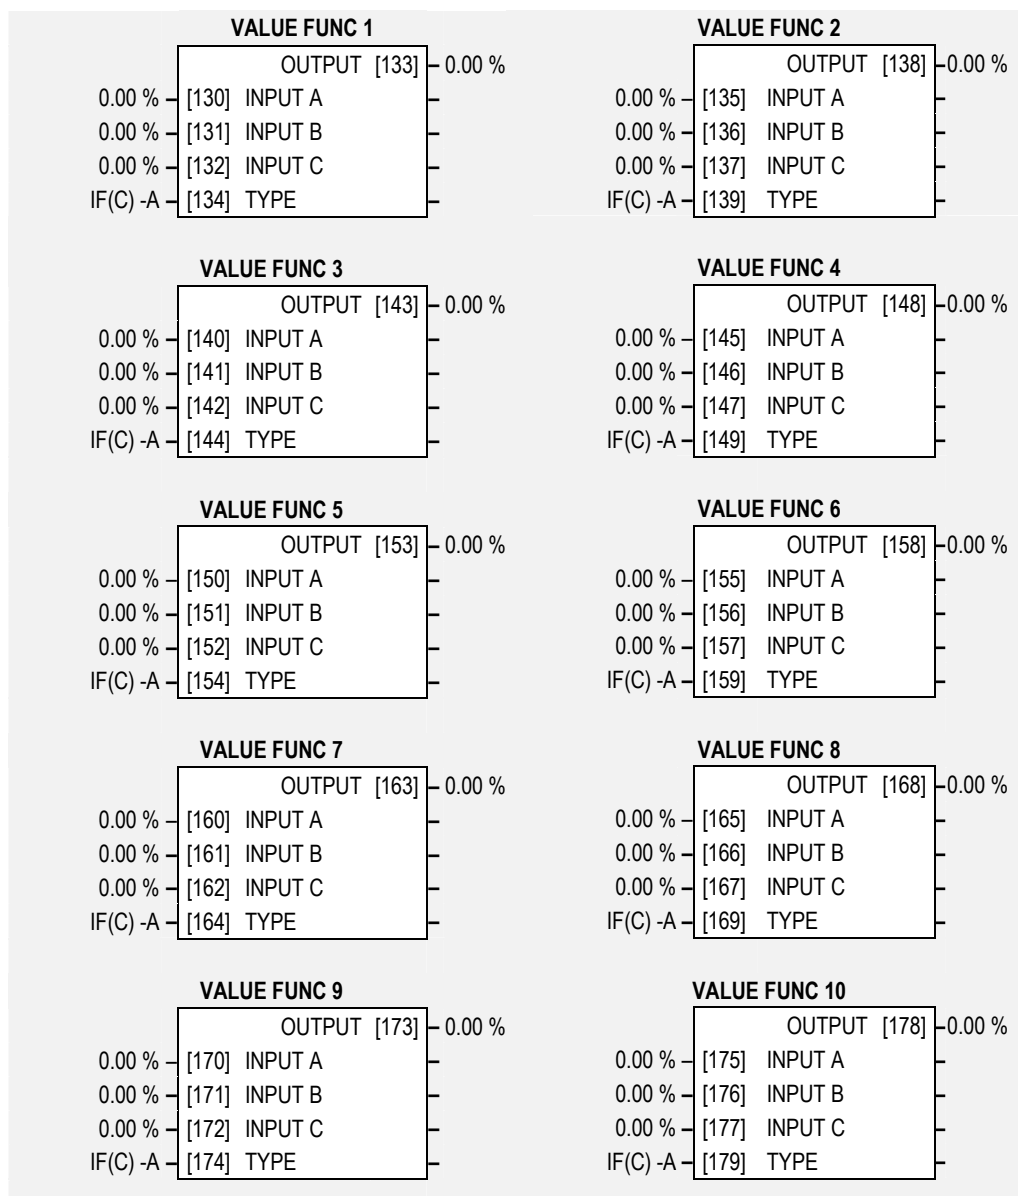 VALUE FUNC 1
OUTPUT [133] 0.00 %
0.00 % [130] INPUT A
0.00 % [131] INPUT B
0.00 % [132] INPUT C
IF(C) -A [134] TYPE
VALUE FUNC 2
OUTPUT [138] 0.00 %
0.00 % [135] INPUT A
0.00 % [136] INPUT B
0.00 % [137] INPUT C
IF(C) -A [139] TYPE
VALUE FUNC 3
OUTPUT [143] 0.00 %
0.00 % [140] INPUT A
0.00 % [141] INPUT B
0.00 % [142] INPUT C
IF(C) -A [144] TYPE
VALUE FUNC 4
OUTPUT [148] 0.00 %
0.00 % [145] INPUT A
0.00 % [146] INPUT B
0.00 % [147] INPUT C
IF(C) -A [149] TYPE
VALUE FUNC 5
OUTPUT [153] 0.00 %
0.00 % [150] INPUT A
0.00 % [151] INPUT B
0.00 % [152] INPUT C
IF(C) -A [154] TYPE
VALUE FUNC 6
OUTPUT [158] 0.00 %
0.00 % [155] INPUT A
0.00 % [156] INPUT B
0.00 % [157] INPUT C
IF(C) -A [159] TYPE
VALUE FUNC 7
OUTPUT [163] 0.00 %
0.00 % [160] INPUT A
0.00 % [161] INPUT B
0.00 % [162] INPUT C
IF(C) -A [164] TYPE
VALUE FUNC 8
OUTPUT [168] 0.00 %
0.00 % [165] INPUT A
0.00 % [166] INPUT B
0.00 % [167] INPUT C
IF(C) -A [169] TYPE
VALUE FUNC 9
OUTPUT [173] 0.00 %
0.00 % [170] INPUT A
0.00 % [171] INPUT B
0.00 % [172] INPUT C
IF(C) -A [174] TYPE
VALUE FUNC 10
OUTPUT [178] 0.00 %
0.00 % [175] INPUT A
0.00 % [176] INPUT B
0.00 % [177] INPUT C
IF(C) -A [179] TYPE